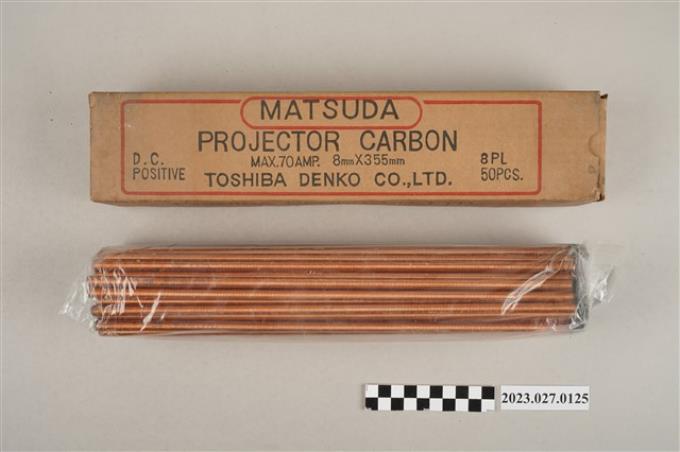 MATSUDA
PROJECTOR CARBON
D.C. MAX.70AMP. 8mmX355mm 8PL
POSITIVE TOSHIBA DENKO CO.,LTD. 50PCS.
2023.027.0125